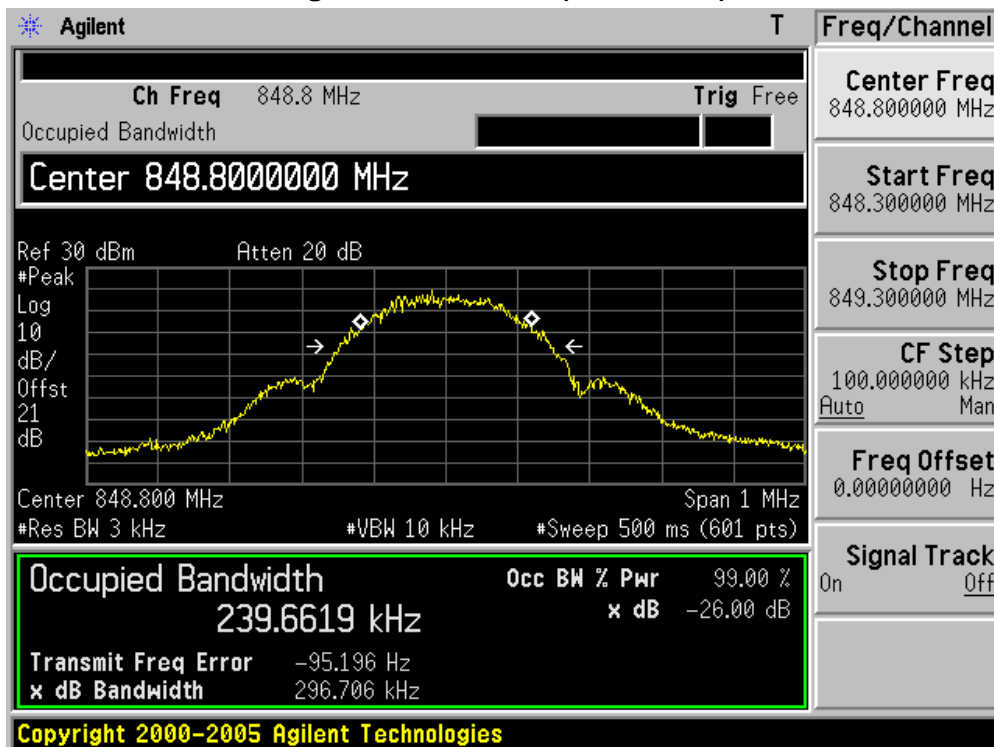 Agilent T
Freq/Channel
Ch Freq 848.8 MHz Trig Free
Occupied Bandwidth
Center 848.8000000 MHz
Ref 30 dBm Atten 20 dB
#Peak
Log
10
dB/
Offst
21
dB
Center 848.800 MHz Span 1 MHz
#Res BW 3 kHz #VBW 10 kHz #Sweep 500 ms (601 pts)
Occupied Bandwidth Occ BW % Pwr 99.00 %
239.6619 kHz x dB -26.00 dB
Transmit Freq Error -95.196 Hz
x dB Bandwidth 296.706 kHz
Center Freq
848.800000 MHz
Start Freq
848.300000 MHz
Stop Freq
849.300000 MHz
CF Step
100.000000 kHz
Auto Man
Freq Offset
0.00000000 Hz
Signal Track
On Off
Copyright 2000-2005 Agilent Technologies